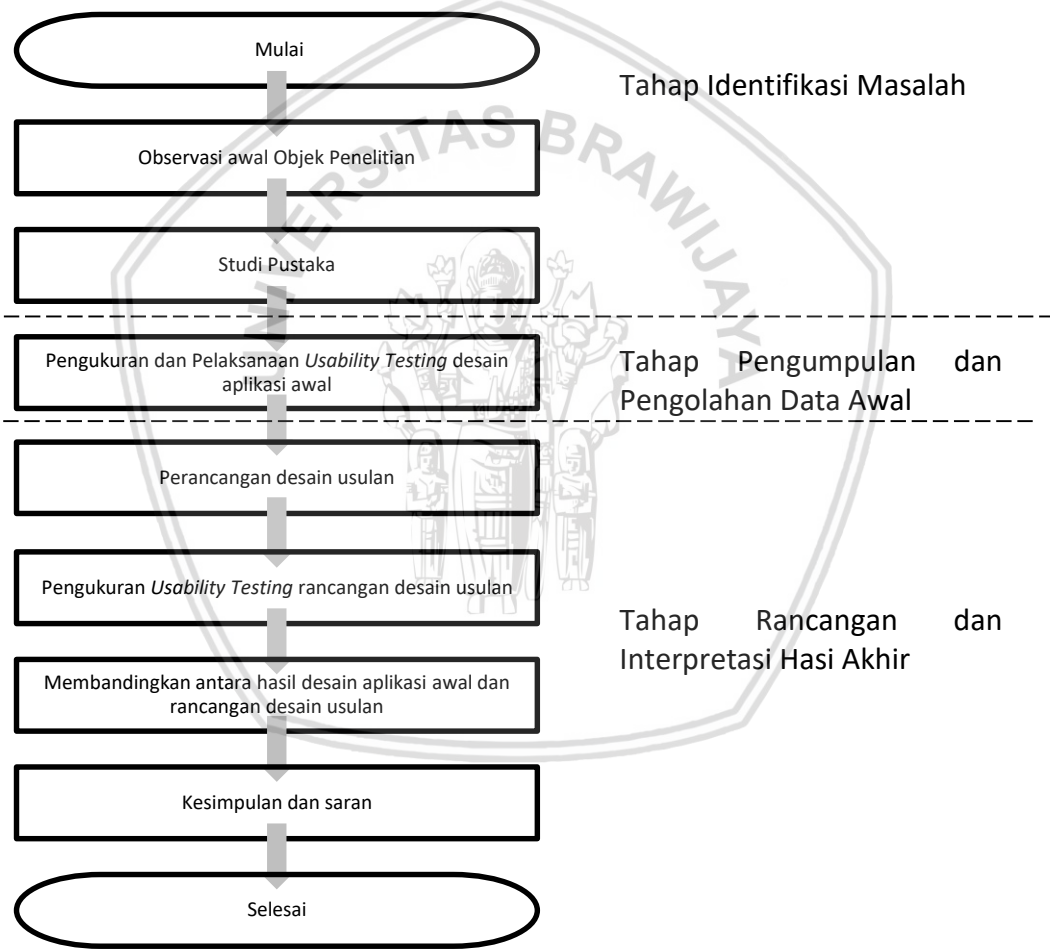 UNIVERSITAS BRAWIJAYA
Mulai
Tahap Identifikasi Masalah
Observasi awal Objek Penelitian
Studi Pustaka
Pengukuran dan Pelaksanaan Usability Testing desain
aplikasi awal
Tahap Pengumpulan dan
Pengolahan Data Awal
Perancangan desain usulan
Pengukuran Usability Testing rancangan desain usulan
Tahap Rancangan dan
Interpretasi Hasi Akhir
Membandingkan antara hasil desain aplikasi awal dan
rancangan desain usulan
Kesimpulan dan saran
Selesai